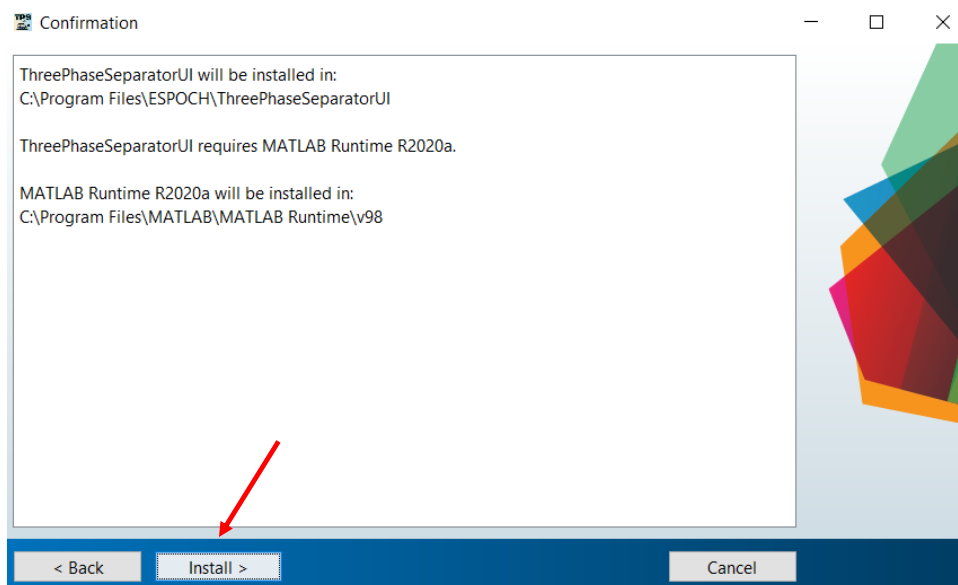 TPS
Confirmation
ThreePhaseSeparatorUI will be installed in:
C:\Program Files\ESPOCH\ThreePhaseSeparatorUI
ThreePhaseSeparatorUI requires MATLAB Runtime R2020a.
MATLAB Runtime R2020a will be installed in:
C:\Program Files\MATLAB\MATLAB Runtime\v98
< Back
Install >
Cancel